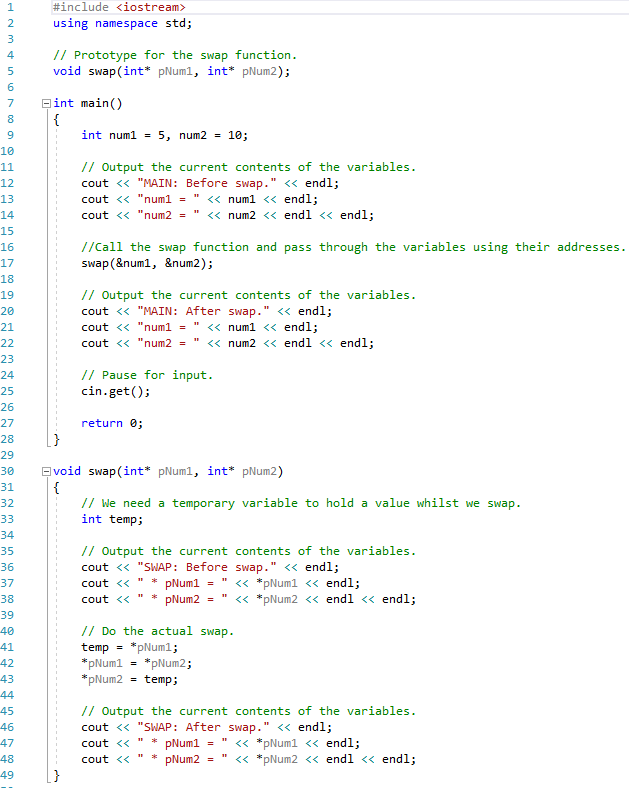 1 #include <iostream>
2 using namespace std;
3
4 // Prototype for the swap function.
5 void swap(int* pNum1, int* pNum2);
6
7 int main()
8 {
9 int num1 = 5, num2 = 10;
10
11 // Output the current contents of the variables.
12 cout << "MAIN: Before swap." << endl;
13 cout << "num1 = " << num1 << endl;
14 cout << "num2 = " << num2 << endl << endl;
15
16 //Call the swap function and pass through the variables using their addresses.
17 swap(&num1, &num2);
18
19 // Output the current contents of the variables.
20 cout << "MAIN: After swap." << endl;
21 cout << "num1 = " << num1 << endl;
22 cout << "num2 = " << num2 << endl << endl;
23
24 // Pause for input.
25 cin.get();
26
27 return 0;
28 }
29
30 void swap(int* pNum1, int* pNum2)
31 {
32 // We need a temporary variable to hold a value whilst we swap.
33 int temp;
34
35 // Output the current contents of the variables.
36 cout << "SWAP: Before swap." << endl;
37 cout << " * pNum1 = " << *pNum1 << endl;
38 cout << " * pNum2 = " << *pNum2 << endl << endl;
39
40 // Do the actual swap.
41 temp = *pNum1;
42 *pNum1 = *pNum2;
43 *pNum2 = temp;
44
45 // Output the current contents of the variables.
46 cout << "SWAP: After swap." << endl;
47 cout << " * pNum1 = " << *pNum1 << endl;
48 cout << " * pNum2 = " << *pNum2 << endl << endl;
49 }